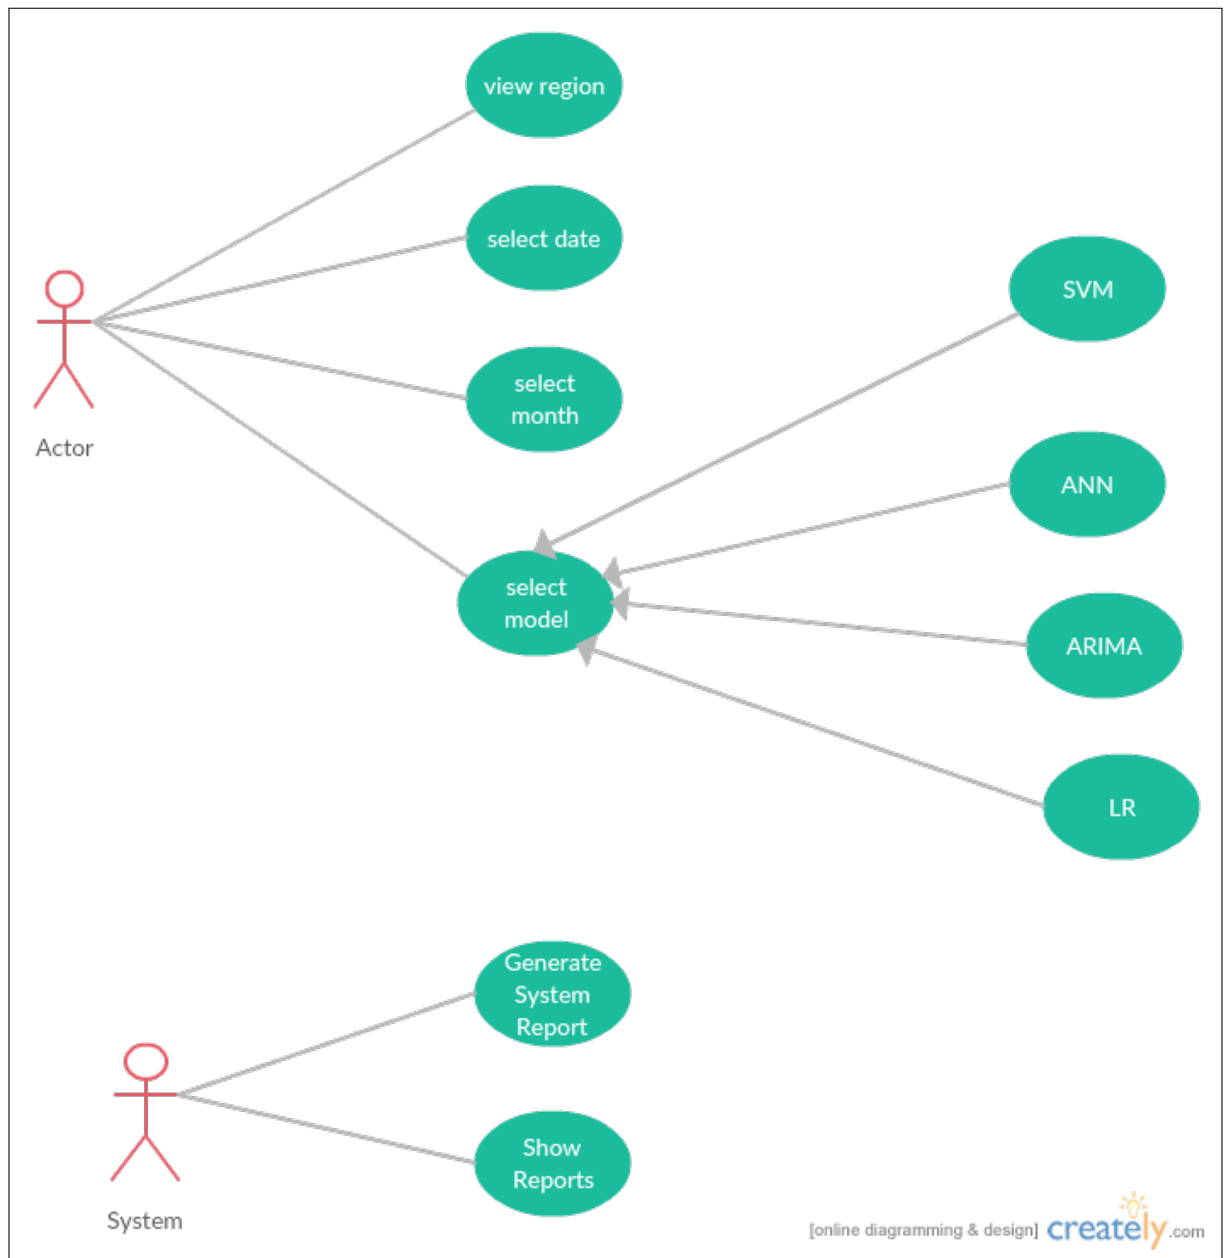 view region
select date
SVM
select
month
Actor
ANN
select
model
ARIMA
LR
Generate
System
Report
Show
Reports
System
[online diagramming & design] creately.com